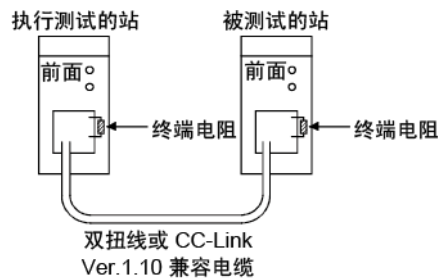 执行测试的站
被测试的站
前面
前面
终端电阻
终端电阻
双扭线或 CC-Link
Ver.1.10 兼容电缆